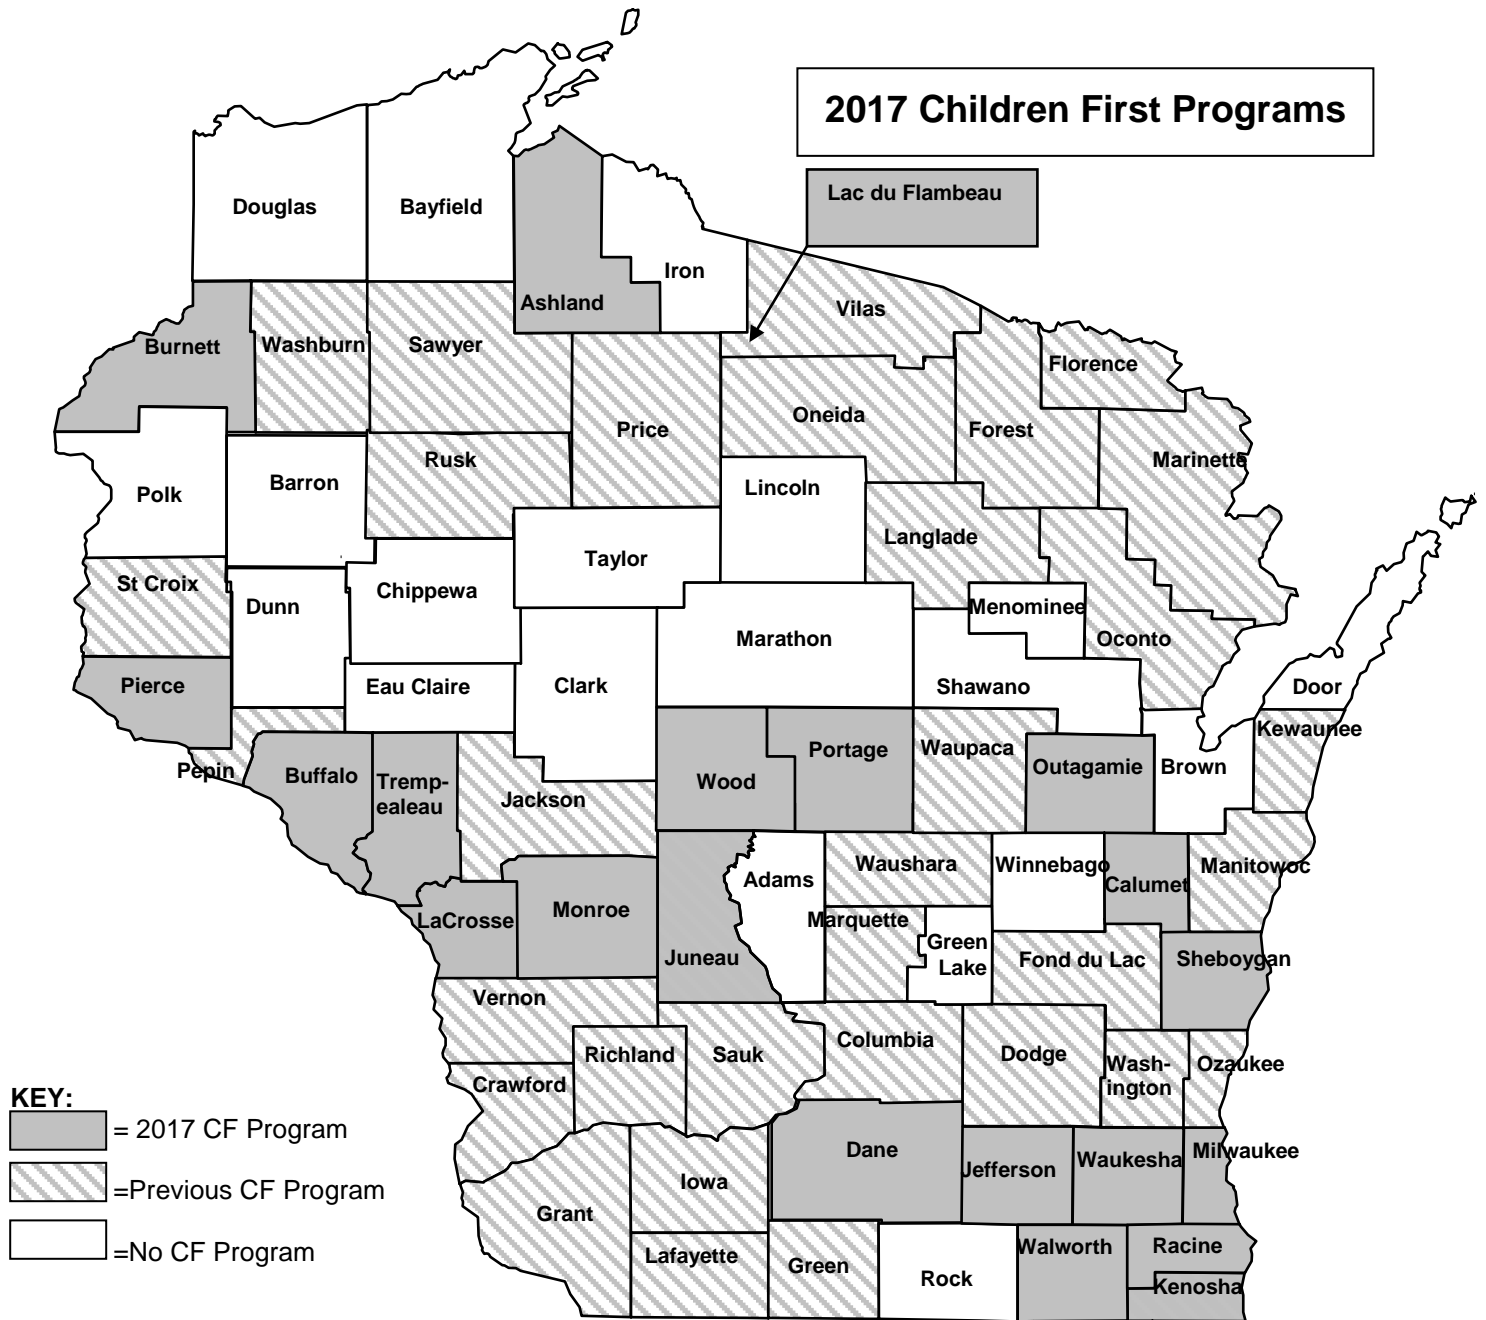 2017 Children First Programs
Lac du Flambeau
Douglas
Bayfield
Iron
Ashland
Vilas
Burnett
Washburn
Sawyer
Florence
Price
Oneida
Forest
Rusk
Marinette
Polk
Barron
Lincoln
Langlade
Taylor
St Croix
Dunn
Chippewa
Menominee
Marathon
Oconto
Pierce
Eau Claire
Clark
Shawano
Door
Kewaunee
Pepin
Buffalo
Tremp-
ealeau
Jackson
Wood
Portage
Waupaca
Outagamie
Brown
Waushara
Winnebago
Calumet
Manitowoc
Adams
LaCrosse
Monroe
Marquette
Juneau
Green
Lake
Fond du Lac
Sheboygan
Vernon
Richland
Sauk
Columbia
Dodge
Wash-
ington
Ozaukee
Crawford
KEY:
= 2017 CF Program
=Previous CF Program
=No CF Program
Dane
Jefferson
Waukesha
Milwaukee
Iowa
Grant
Lafayette
Green
Rock
Walworth
Racine
Kenosha